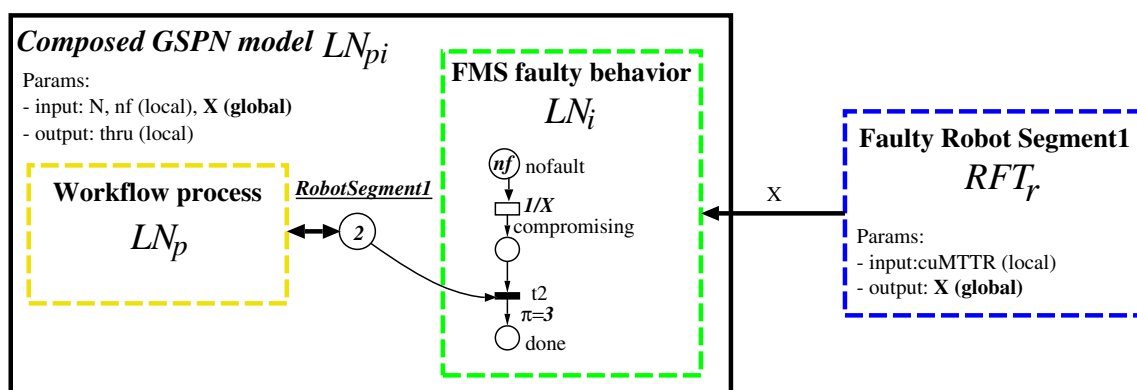 Composed GSPN model LNpi
Params:
- input: N, nf (local), X (global)
- output: thru (local)
Workflow process
LNp
RobotSegment1
2
FMS faulty behavior
LNi
nf nofault
1/X
compromising
t2
π=3
done
X
Faulty Robot Segment1
RFTr
Params:
- input:cuMTTR (local)
- output: X (global)